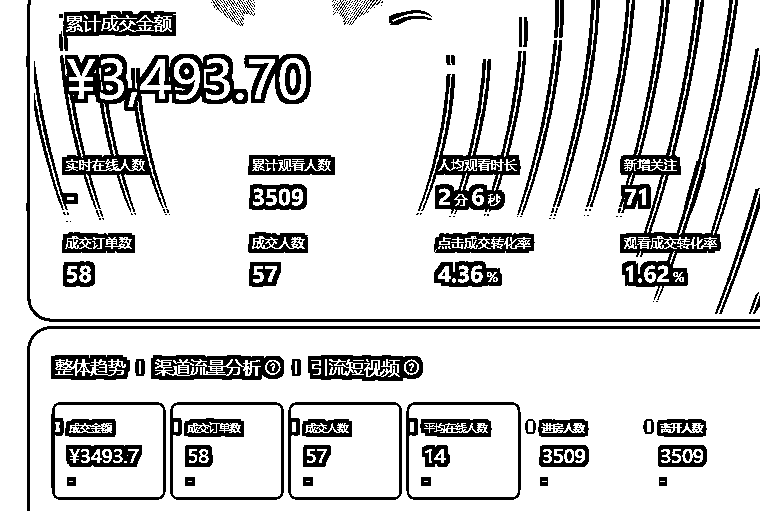 累计成交金额
¥3,493.70
实时在线人数 累计观看人数 人均观看时长 新增关注
- 3509 2分6秒 71
成交订单数 成交人数 点击成交转化率 观看成交转化率
58 57 4.36% 1.62%
整体趋势 渠道流量分析 引流短视频
成交金额 成交订单数 成交人数 平均在线人数 进房人数 离开人数
¥3493.7 58 57 14 3509 3509
- - - - - -